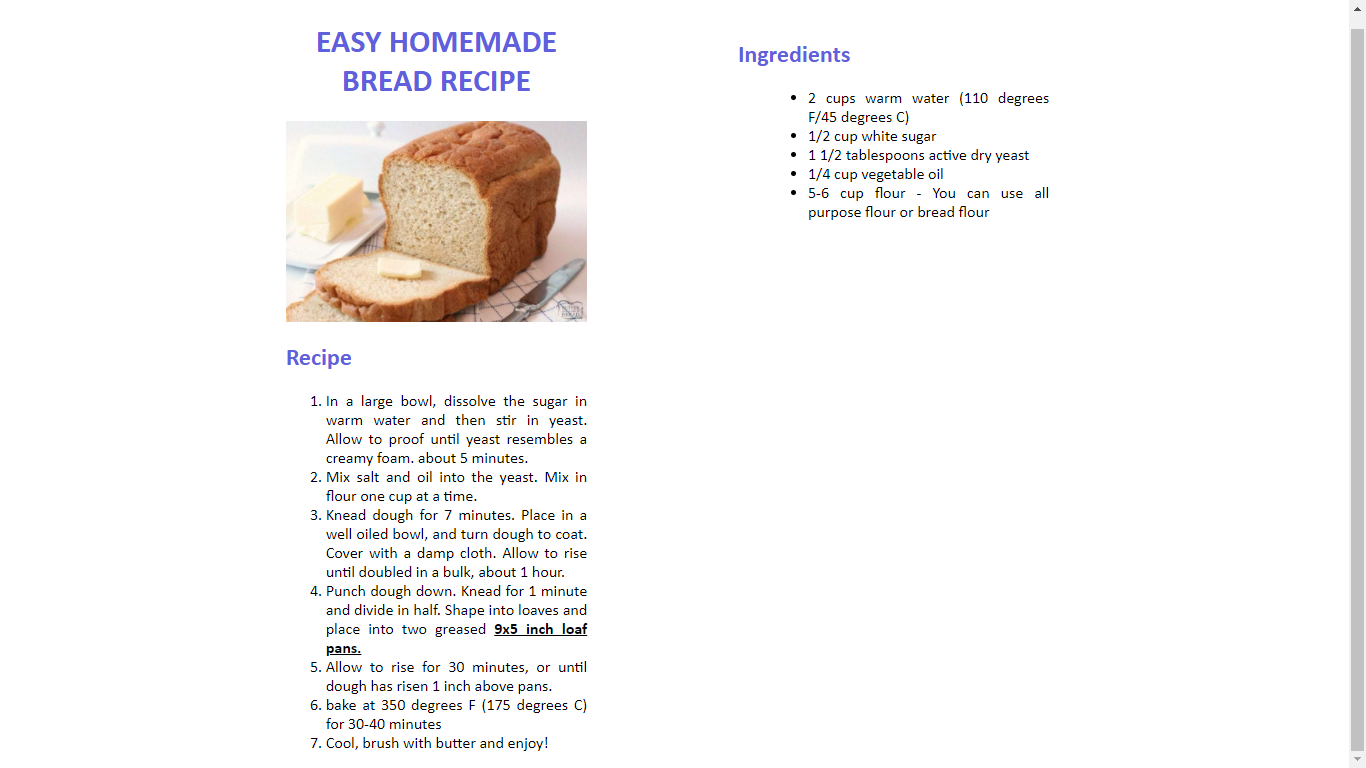 EASY HOMEMADE
BREAD RECIPE
Recipe
1. In a large bowl, dissolve the sugar in
warm water and then stir in yeast.
Allow to proof until yeast resembles a
creamy foam. about 5 minutes.
2. Mix salt and oil into the yeast. Mix in
flour one cup at a time.
3. Knead dough for 7 minutes. Place in a
well oiled bowl, and turn dough to coat.
Cover with a damp cloth. Allow to rise
until doubled in a bulk, about 1 hour.
4. Punch dough down. Knead for 1 minute
and divide in half. Shape into loaves and
place into two greased 9x5 inch loaf
pans.
5. Allow to rise for 30 minutes, or until
dough has risen 1 inch above pans.
6. bake at 350 degrees F (175 degrees C)
for 30-40 minutes
7. Cool, brush with butter and enjoy!
Ingredients
• 2 cups warm water (110 degrees
F/45 degrees C)
• 1/2 cup white sugar
• 1 1/2 tablespoons active dry yeast
• 1/4 cup vegetable oil
• 5-6 cup flour - You can use all
purpose flour or bread flour